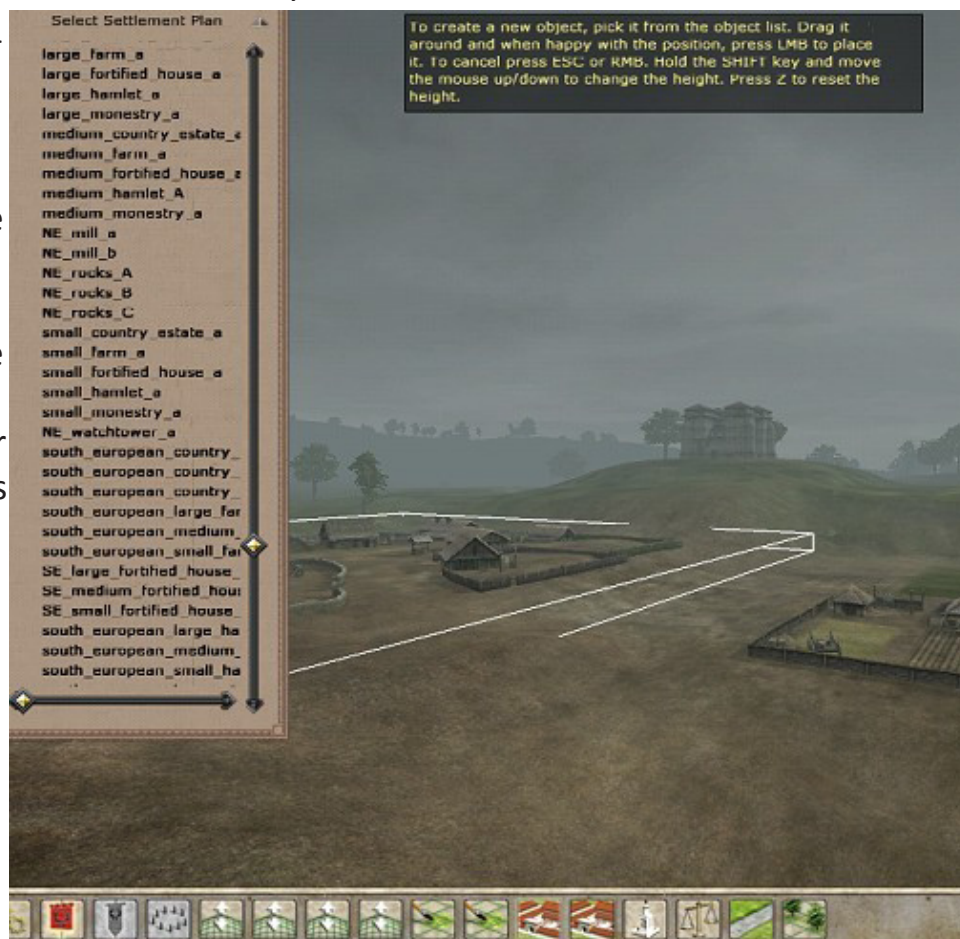 Select Settlement Plan
large_farm_a
large_fortified_house_a
large_hamlet_a
large_monestry_a
medium_country_estate_a
medium_farm_a
medium_fortified_house_a
medium_hamlet_A
medium_monestry_a
NE_mill_a
NE_mill_b
NE_rocks_A
NE_rocks_B
NE_rocks_C
small_country_estate_a
small_farm_a
small_fortified_house_a
small_hamlet_a
small_monestry_a
NE_watchtower_a
south_european_country_
south_european_country_
south_european_country_
south_european_large_far
south_european_medium_
south_european_small_far
SE_large_fortified_house_
SE_medium_fortified_hou
SE_small_fortified_house_
south_european_large_ha
south_european_medium_
south_european_small_ha
To create a new object, pick it from the object list. Drag it
around and when happy with the position, press LMB to place
it. To cancel press ESC or RMB. Hold the SHIFT key and move
the mouse up/down to change the height. Press Z to reset the
height.